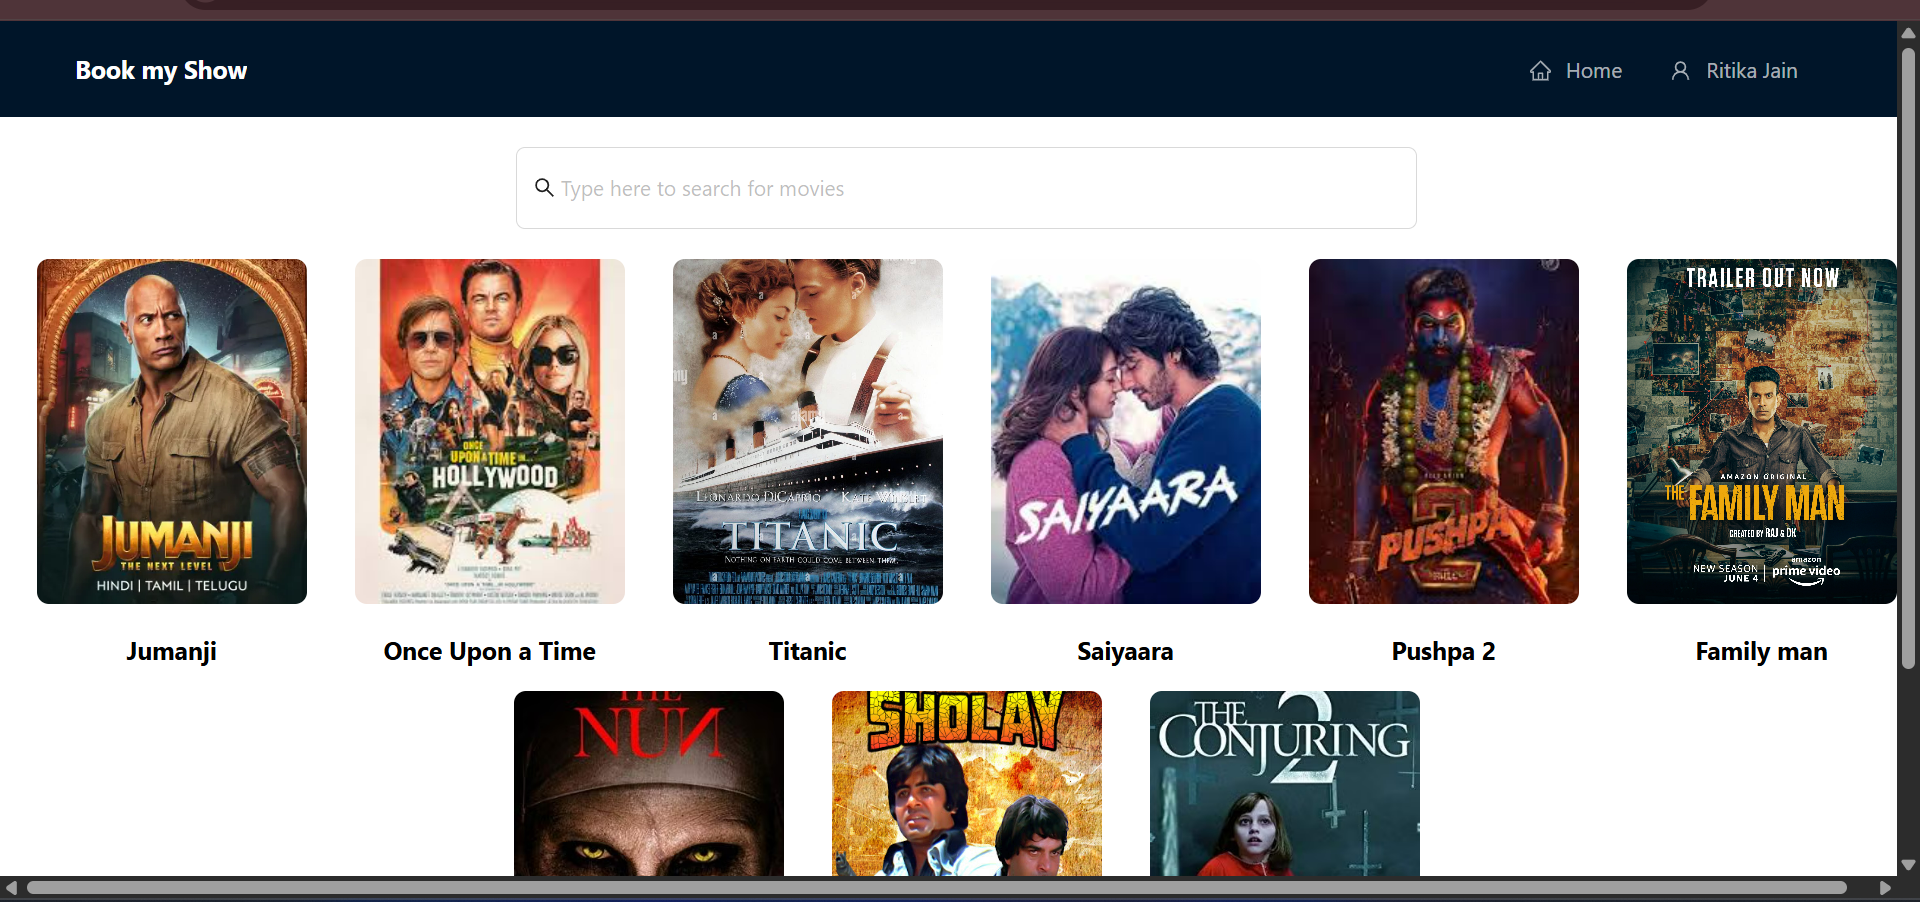 Book my Show
Home
Ritika Jain
Type here to search for movies
JUMANJI
THE NEXT LEVEL
HINDI | TAMIL | TELUGU
ONCE
UPON A TIME IN...
HOLLYWOOD
a
a
a
my
a
alamy
a
LEONARDO DICAPRIO KATE WINSLET
TITANIC
NOTHING ON EARTH COULD COME BETWEEN THEM.
a
a
SAIYAARA
2
PUSHPA
TRAILER OUT NOW
AMAZON ORIGINAL
THE
FAMILY MAN
CREATED BY RAJ & DK
NEW SEASON
JUNE 4
amazon
prime video
Jumanji
Once Upon a Time
Titanic
Saiyaara
Pushpa 2
Family man
THE
NUN
SHOLAY
THE
CONJURING
2